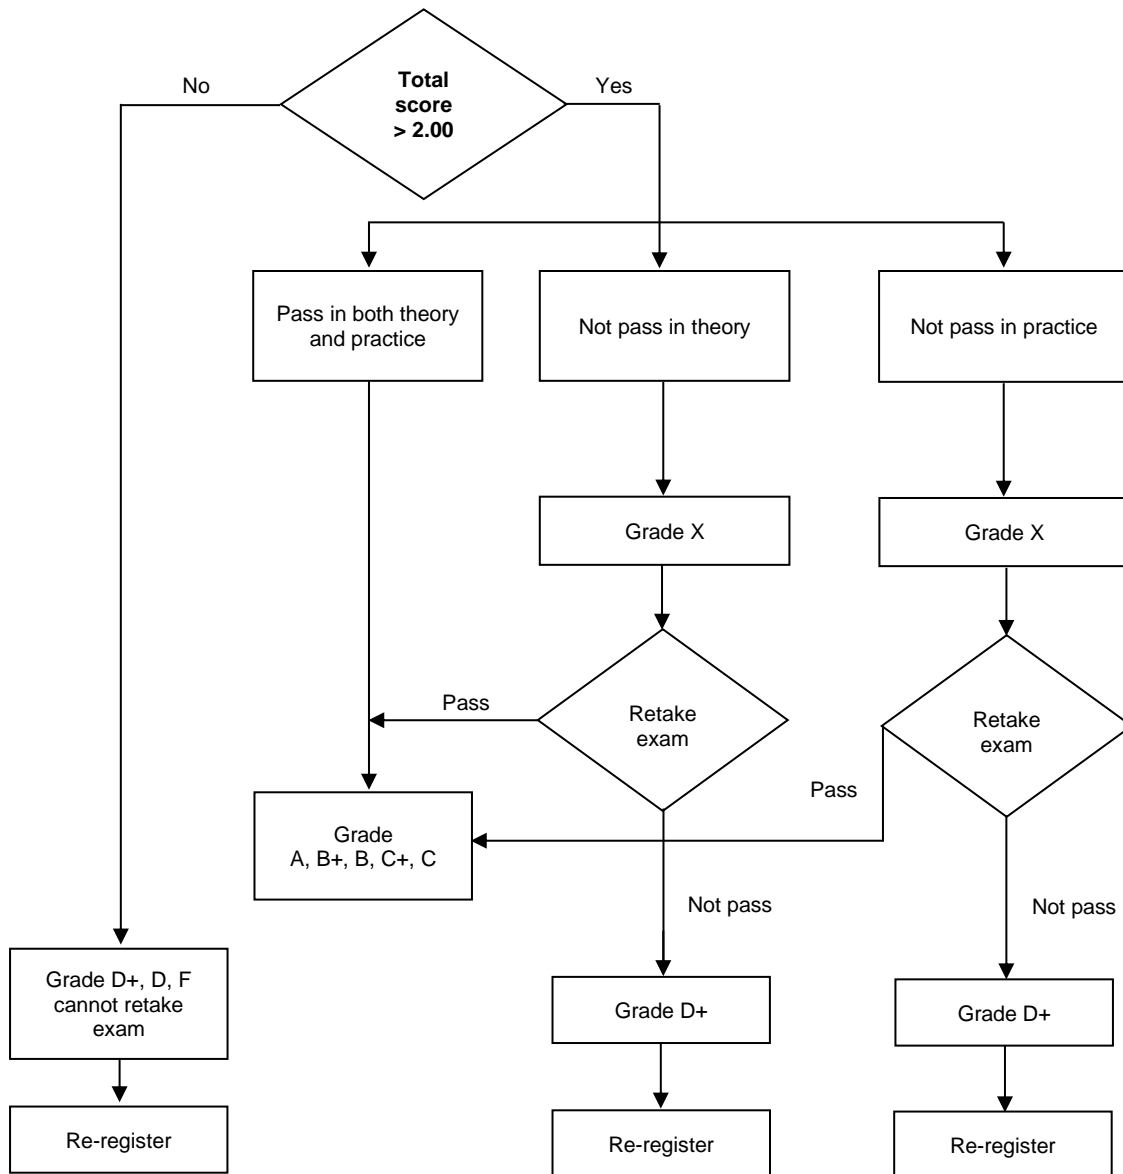 No
Total
score
> 2.00
Yes
Pass in both theory
and practice
Not pass in theory
Not pass in practice
Grade X
Grade X
Pass
Retake
exam
Retake
exam
Pass
Grade
A, B+, B, C+, C
Not pass
Not pass
Grade D+, D, F
cannot retake
exam
Grade D+
Grade D+
Re-register
Re-register
Re-register